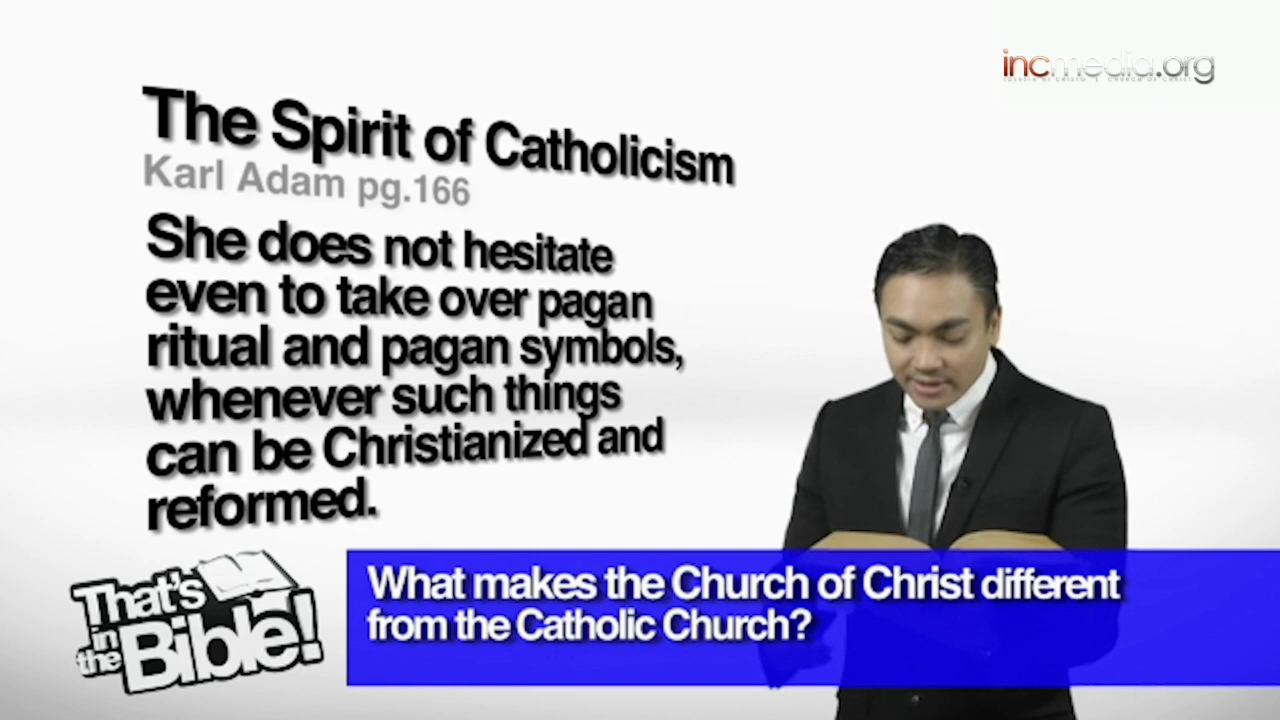 incmedia.org
The Spirit of Catholicism
Karl Adam pg.166
She does not hesitate
even to take over pagan
ritual and pagan symbols,
whenever such things
can be Christianized and
reformed.
That's
in
the
Bible!
What makes the Church of Christ different
from the Catholic Church?